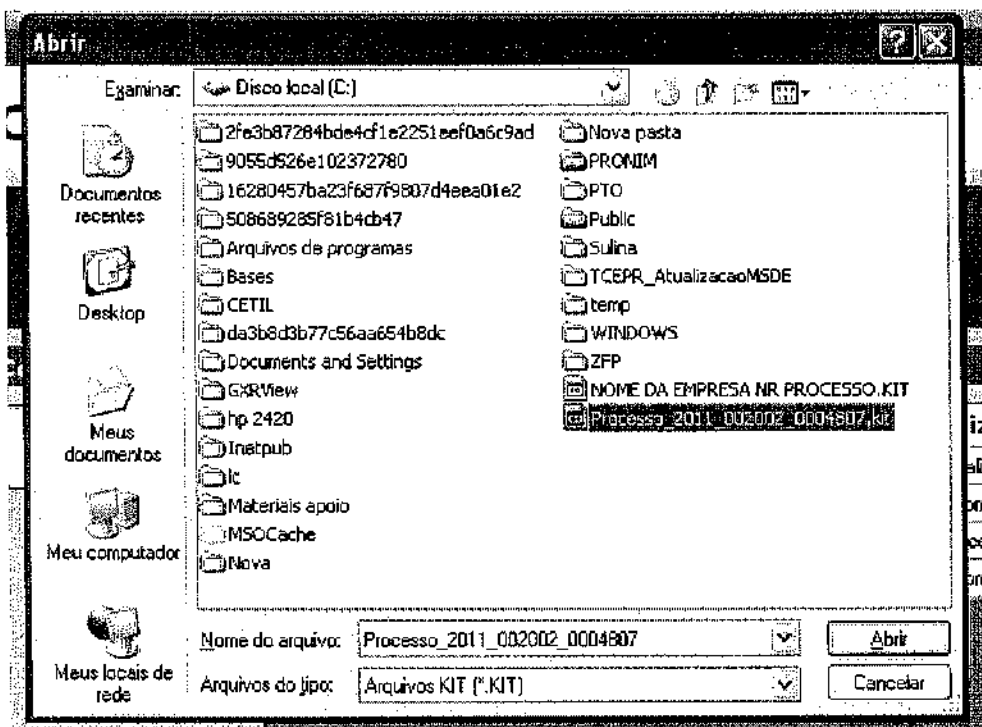 Abrir
Examinar:
Disco local (C:)
Documentos
recentes
Desktop
Meus
documentos
Meu computador
Meus locais de
rede
2fe3b87284bde4cf1e2251eef0a6c9ad
9055d526e102372780
16280457ba23f687f9807d4eea01e2
508689285f81b4cb47
Arquivos de programas
Bases
CETIL
da3b8d3b77c56aa654b8dc
Documents and Settings
GXRView
hp 2420
Inetpub
lc
Materiais apoio
MSOCache
Nova
Nova pasta
PRONIM
PTO
Public
Sulina
TCEPR_AtualizacaoMSDE
temp
WINDOWS
ZFP
NOME DA EMPRESA NR PROCESSO.KIT
Processo_2011_002002_0004807.kit
Nome do arquivo:
Processo_2011_002002_0004807
Abrir
Arquivos do tipo:
Arquivos KIT (*.KIT)
Cancelar